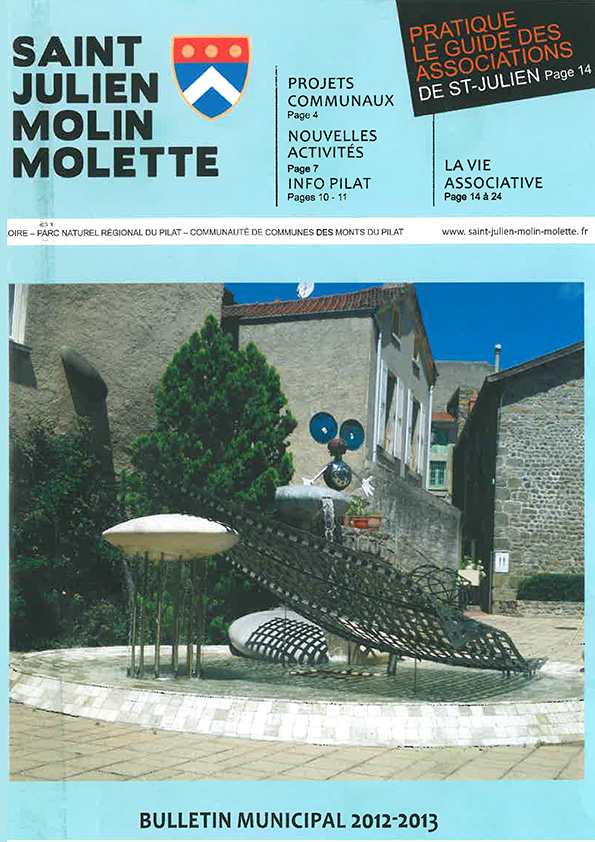 SAINT
JULIEN
MOLIN
MOLETTE
PROJETS
COMMUNAUX
Page 4
NOUVELLES
ACTIVITÉS
Page 7
INFO PILAT
Pages 10 - 11
PRATIQUE
LE GUIDE DES
ASSOCIATIONS
DE ST-JULIEN Page 14
LA VIE
ASSOCIATIVE
Page 14 à 24
OIRE – PARC NATUREL RÉGIONAL DU PILAT – COMMUNAUTÉ DE COMMUNES DES MONTS DU PILAT
www. saint-julien-molin-molette. fr
BULLETIN MUNICIPAL 2012-2013